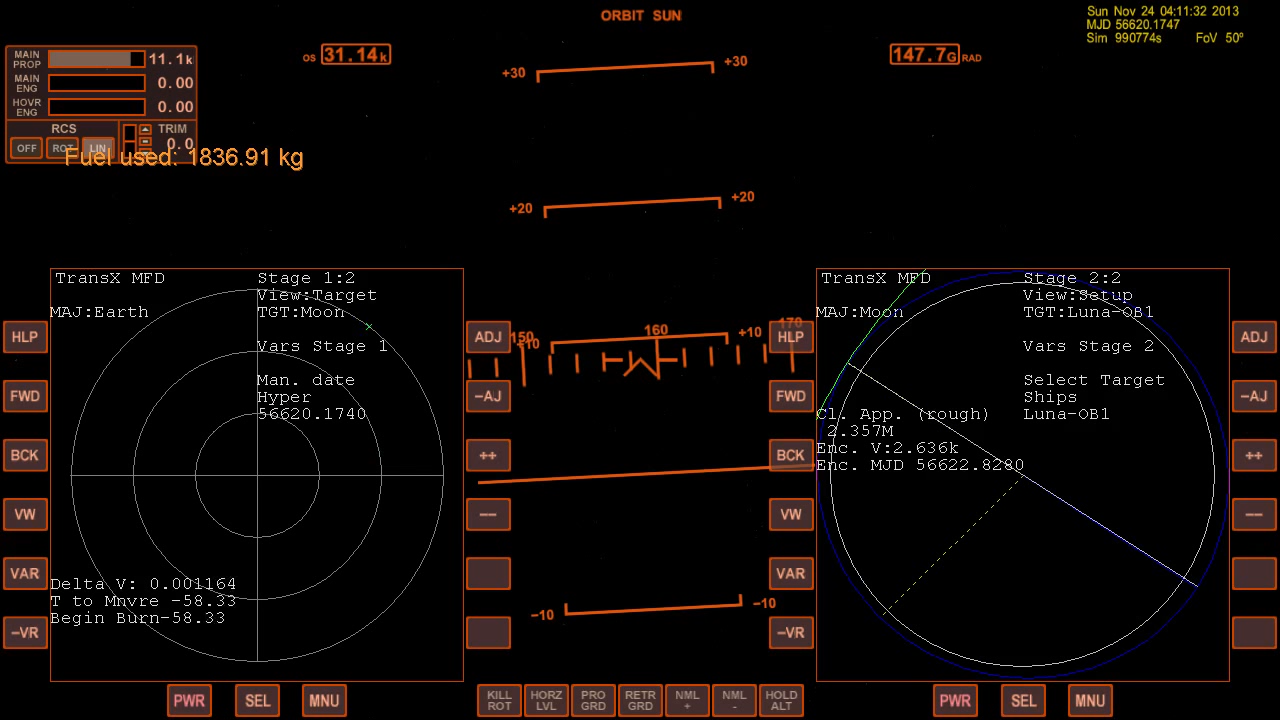 ORBIT SUN
Sun Nov 24 04:11:32 2013
MJD 56620.1747
Sim 990774s FoV 50°
MAIN PROP 11.1k
MAIN ENG 0.00
HOVR ENG 0.00
RCS TRIM
OFF ROT LIN 0.0
Fuel used: 1836.91 kg
OS 31.14k
147.7G RAD
+30 +30
+20 +20
150 +10 160 +10 170
-10 -10
TransX MFD Stage 1:2
View:Target
MAJ:Earth TGT:Moon
Vars Stage 1
Man. date
Hyper
56620.1740
Delta V: 0.001164
T to Mnvre -58.33
Begin Burn-58.33
HLP
FWD
BCK
VW
VAR
-VR
ADJ
-AJ
++
--
PWR SEL MNU
KILL ROT
HORZ LVL
PRO GRD
RETR GRD
NML +
NML -
HOLD ALT
TransX MFD Stage 2:2
View:Setup
MAJ:Moon TGT:Luna-OB1
Vars Stage 2
Select Target
Ships
Cl. App. (rough) Luna-OB1
2.357M
Enc. V:2.636k
Enc. MJD 56622.8280
HLP
FWD
BCK
VW
VAR
-VR
ADJ
-AJ
++
--
PWR SEL MNU